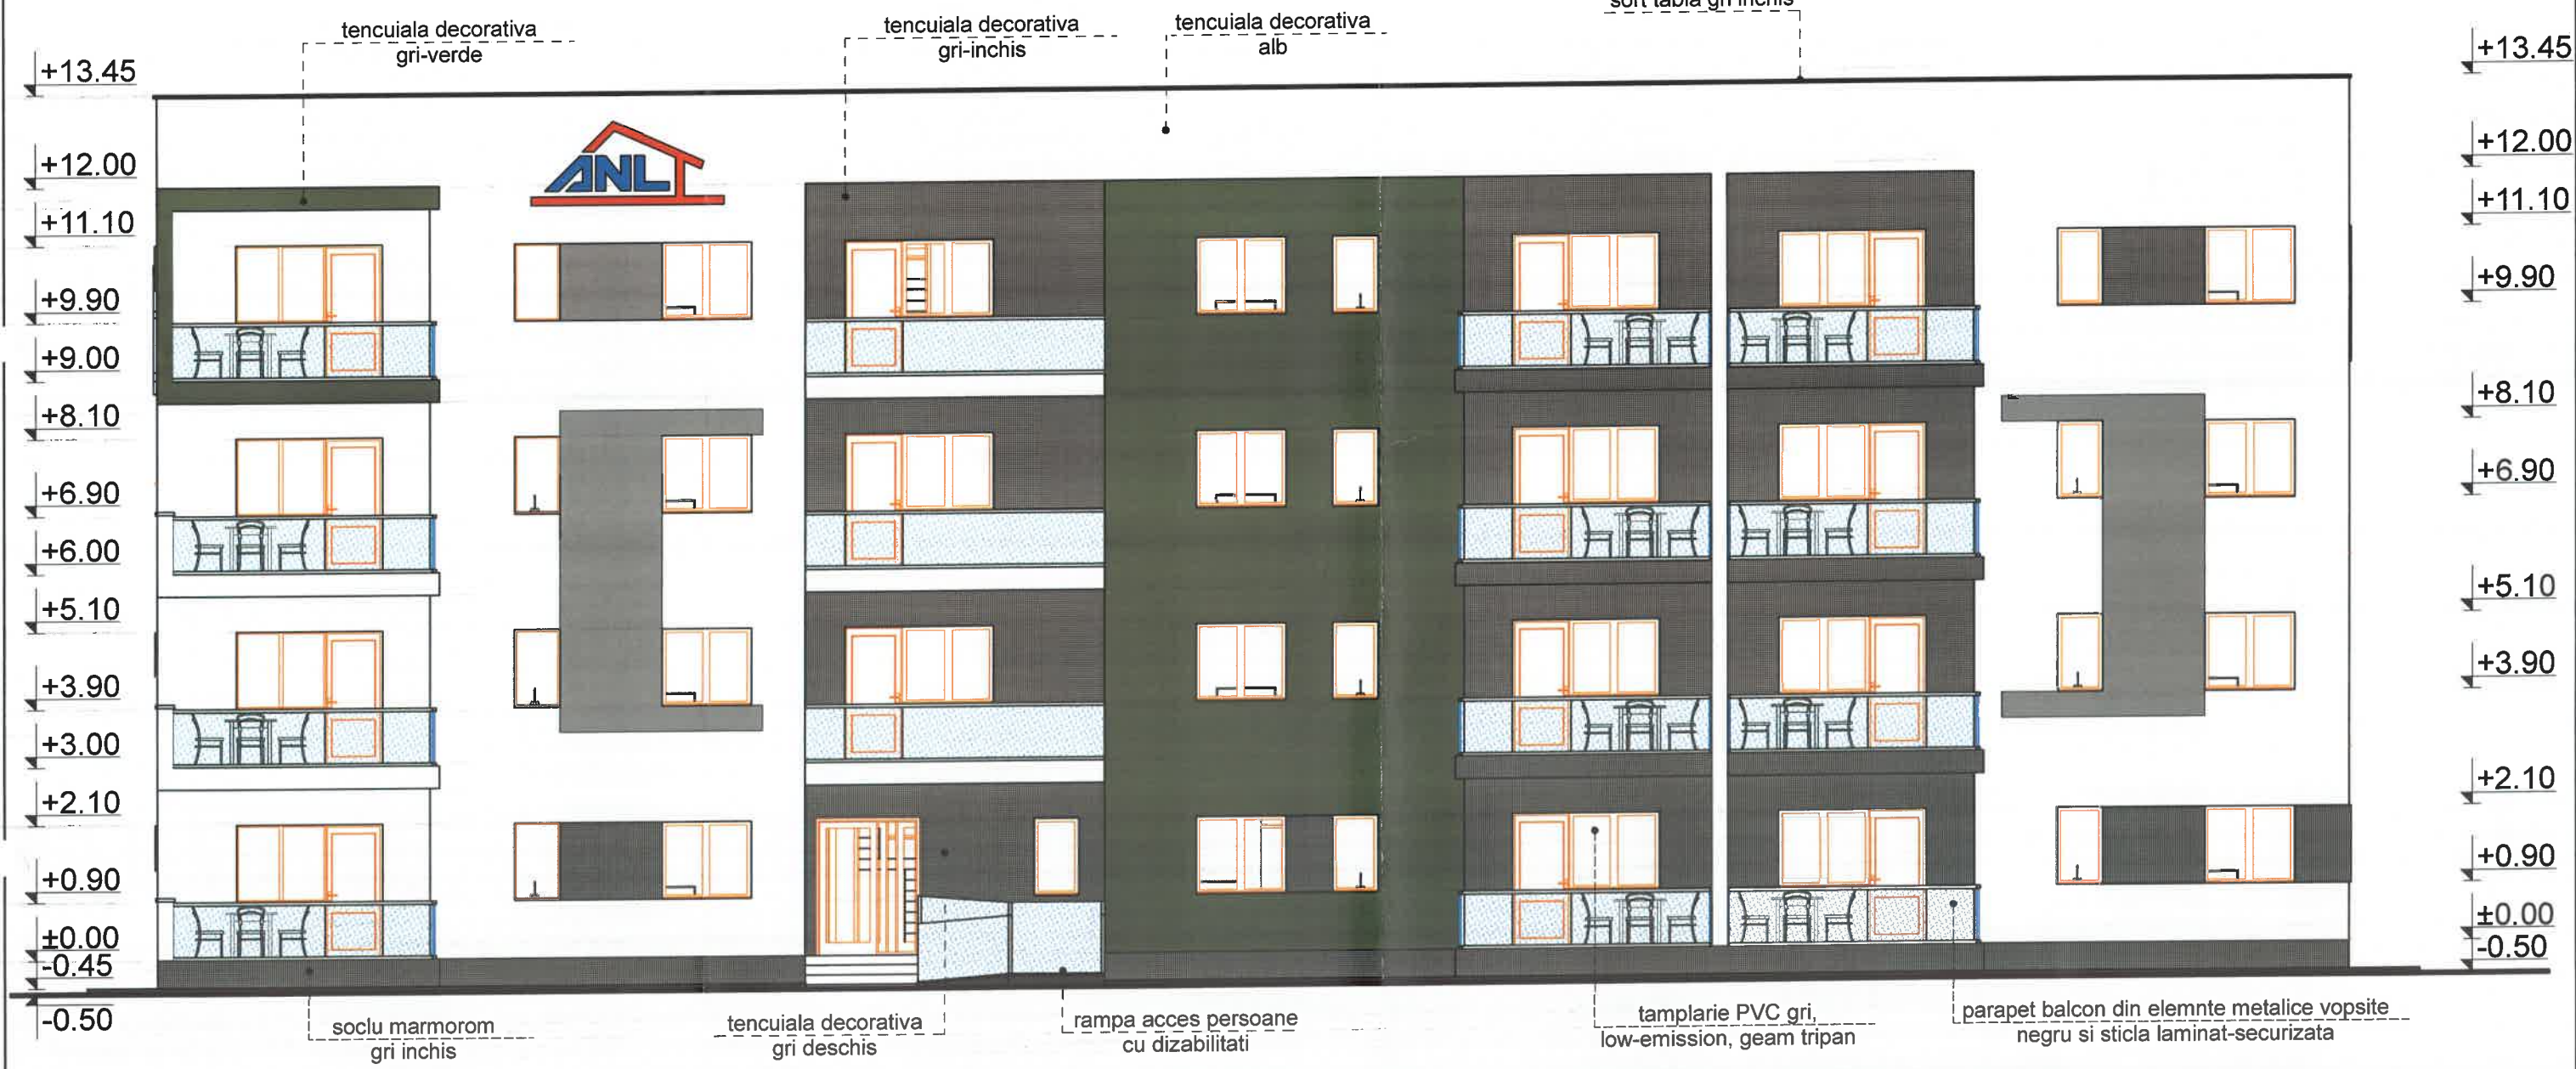 sort tabla gri inchis
tencuiala decorativa
gri-verde
tencuiala decorativa
gri-inchis
tencuiala decorativa
alb
+13.45
+12.00
+11.10
+9.90
+9.00
+8.10
+6.90
+6.00
+5.10
+3.90
+3.00
+2.10
+0.90
±0.00
-0.45
-0.50
ANL
+13.45
+12.00
+11.10
+9.90
+8.10
+6.90
+5.10
+3.90
+2.10
+0.90
±0.00
-0.50
soclu marmorom
gri inchis
tencuiala decorativa
gri deschis
rampa acces persoane
cu dizabilitati
tamplarie PVC gri,
low-emission, geam tripan
parapet balcon din elemnte metalice vopsite
negru si sticla laminat-securizata